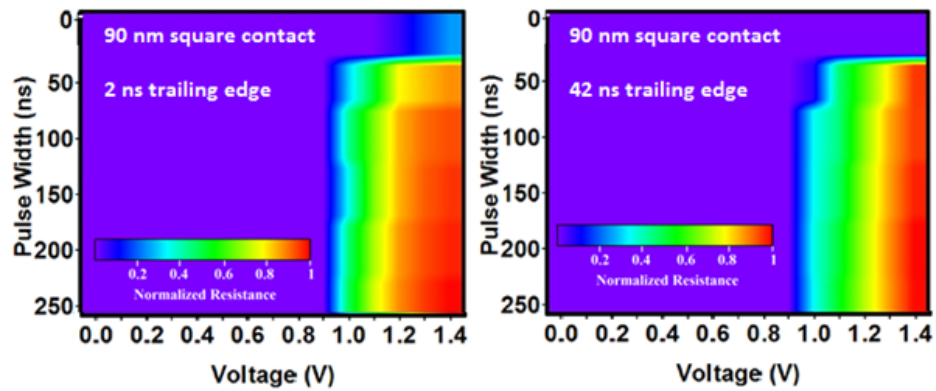 90 nm square contact
2 ns trailing edge
0
50
100
150
200
250
Pulse Width (ns)
0.2 0.4 0.6 0.8 1
Normalized Resistance
0.0 0.2 0.4 0.6 0.8 1.0 1.2 1.4
Voltage (V)
90 nm square contact
42 ns trailing edge
0
50
100
150
200
250
Pulse Width (ns)
0.2 0.4 0.6 0.8 1
Normalized Resistance
0.0 0.2 0.4 0.6 0.8 1.0 1.2 1.4
Voltage (V)